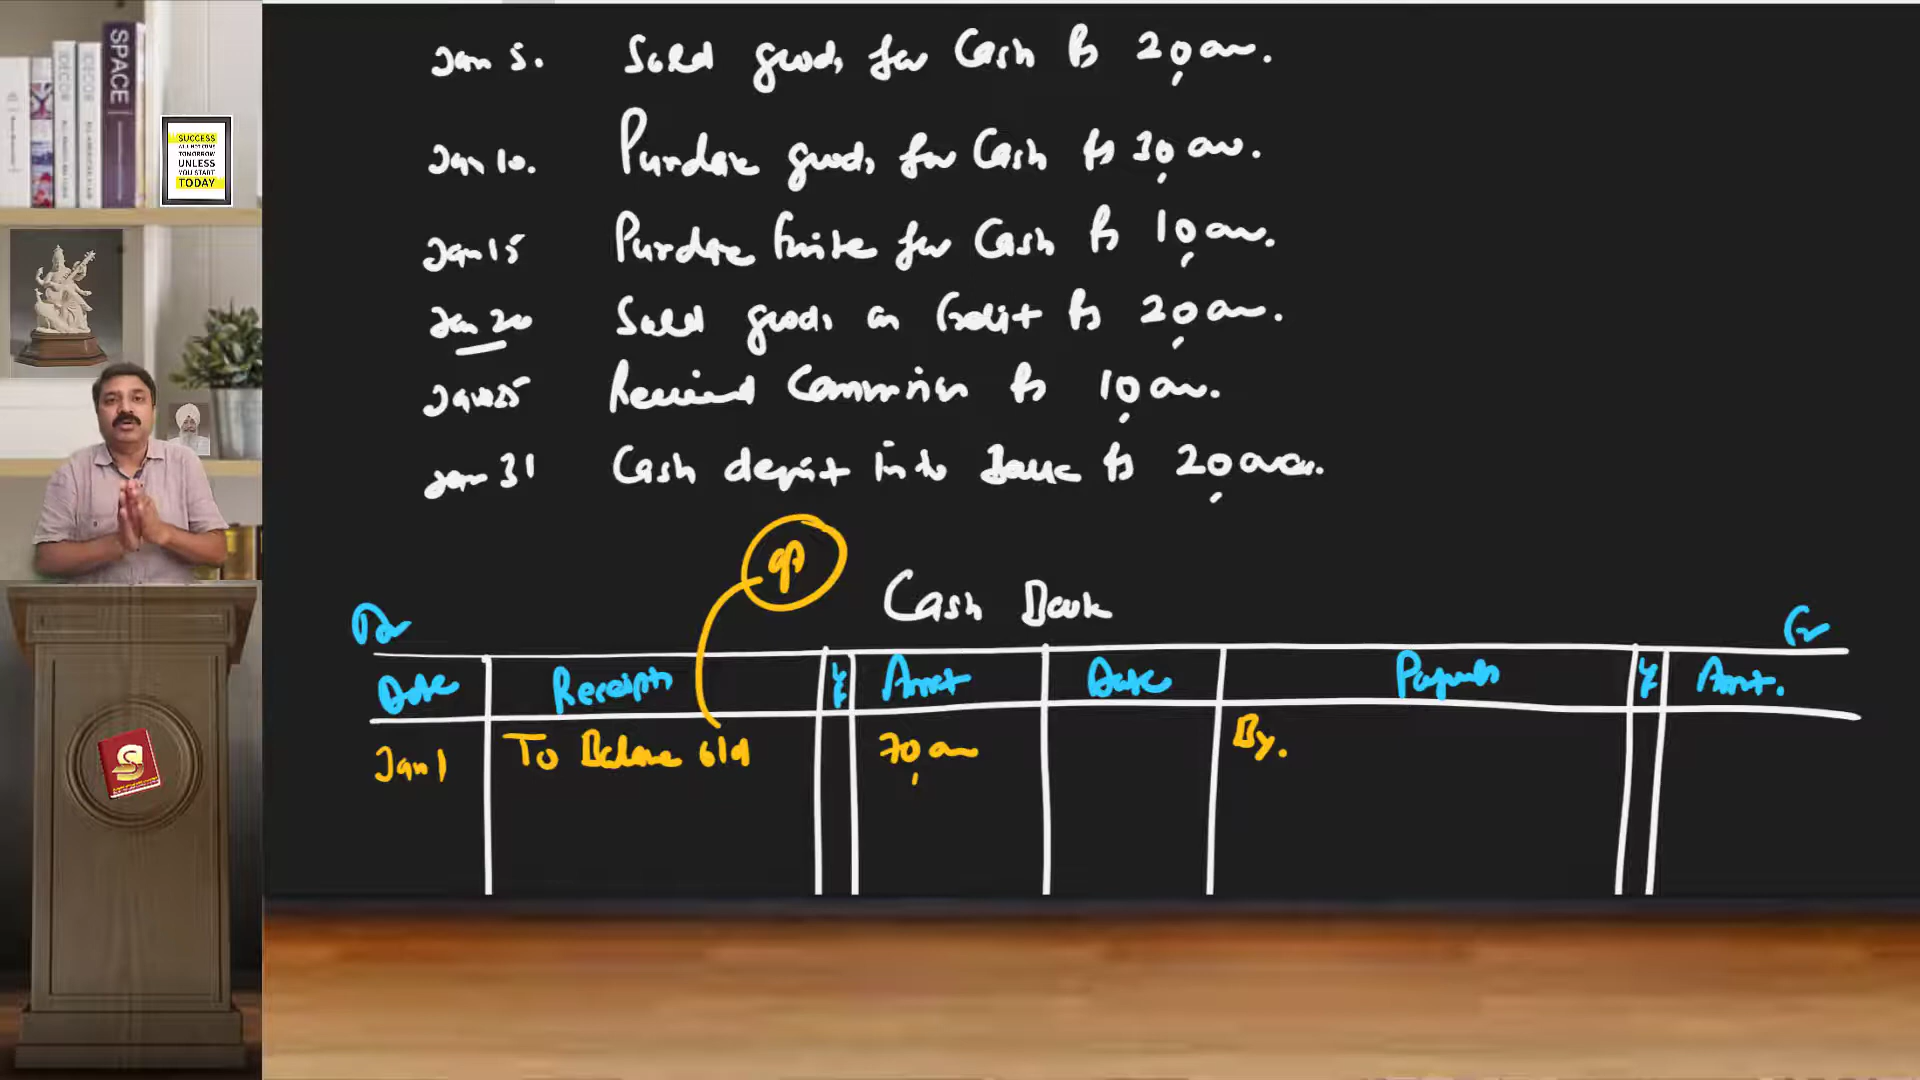 SPACE
SUCCESS
TOMORROW
UNLESS
YOU START
TODAY
Jan 5. Sold goods for Cash Rs 20,000.
Jan 10. Purchase goods for Cash Rs 30,000.
Jan 15 Purchase Furniture for Cash Rs 10,000.
Jan 20 Sold goods on Credit Rs 20,000.
Jan 25 Received Commission Rs 10,000.
Jan 31 Cash deposit into Bank Rs 20,000.
Cash Book
Dr Cr
Date Receipts Amt Date Payments Amt.
Jan 1 To Balance b/d 70,000 By.